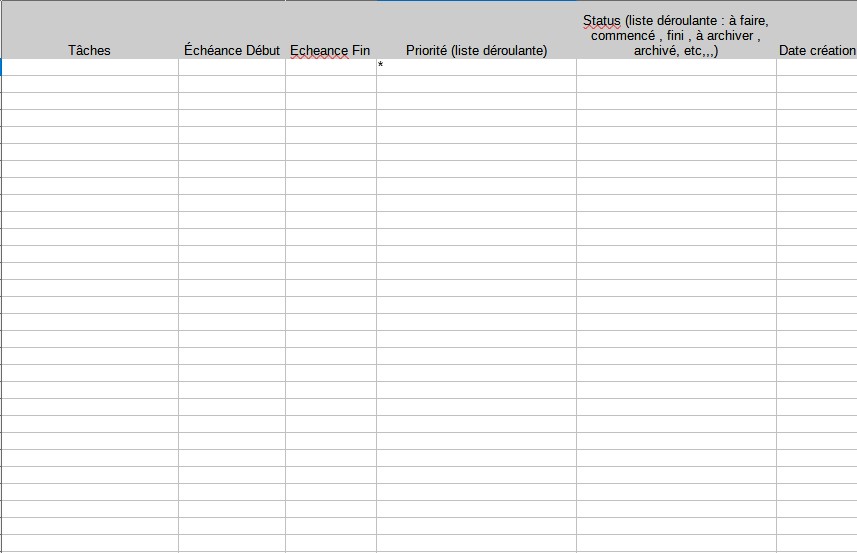 Tâches
Échéance Début
Echeance Fin
Priorité (liste déroulante)
Status (liste déroulante : à faire,
commencé , fini , à archiver ,
archivé, etc,,,)
Date création
*